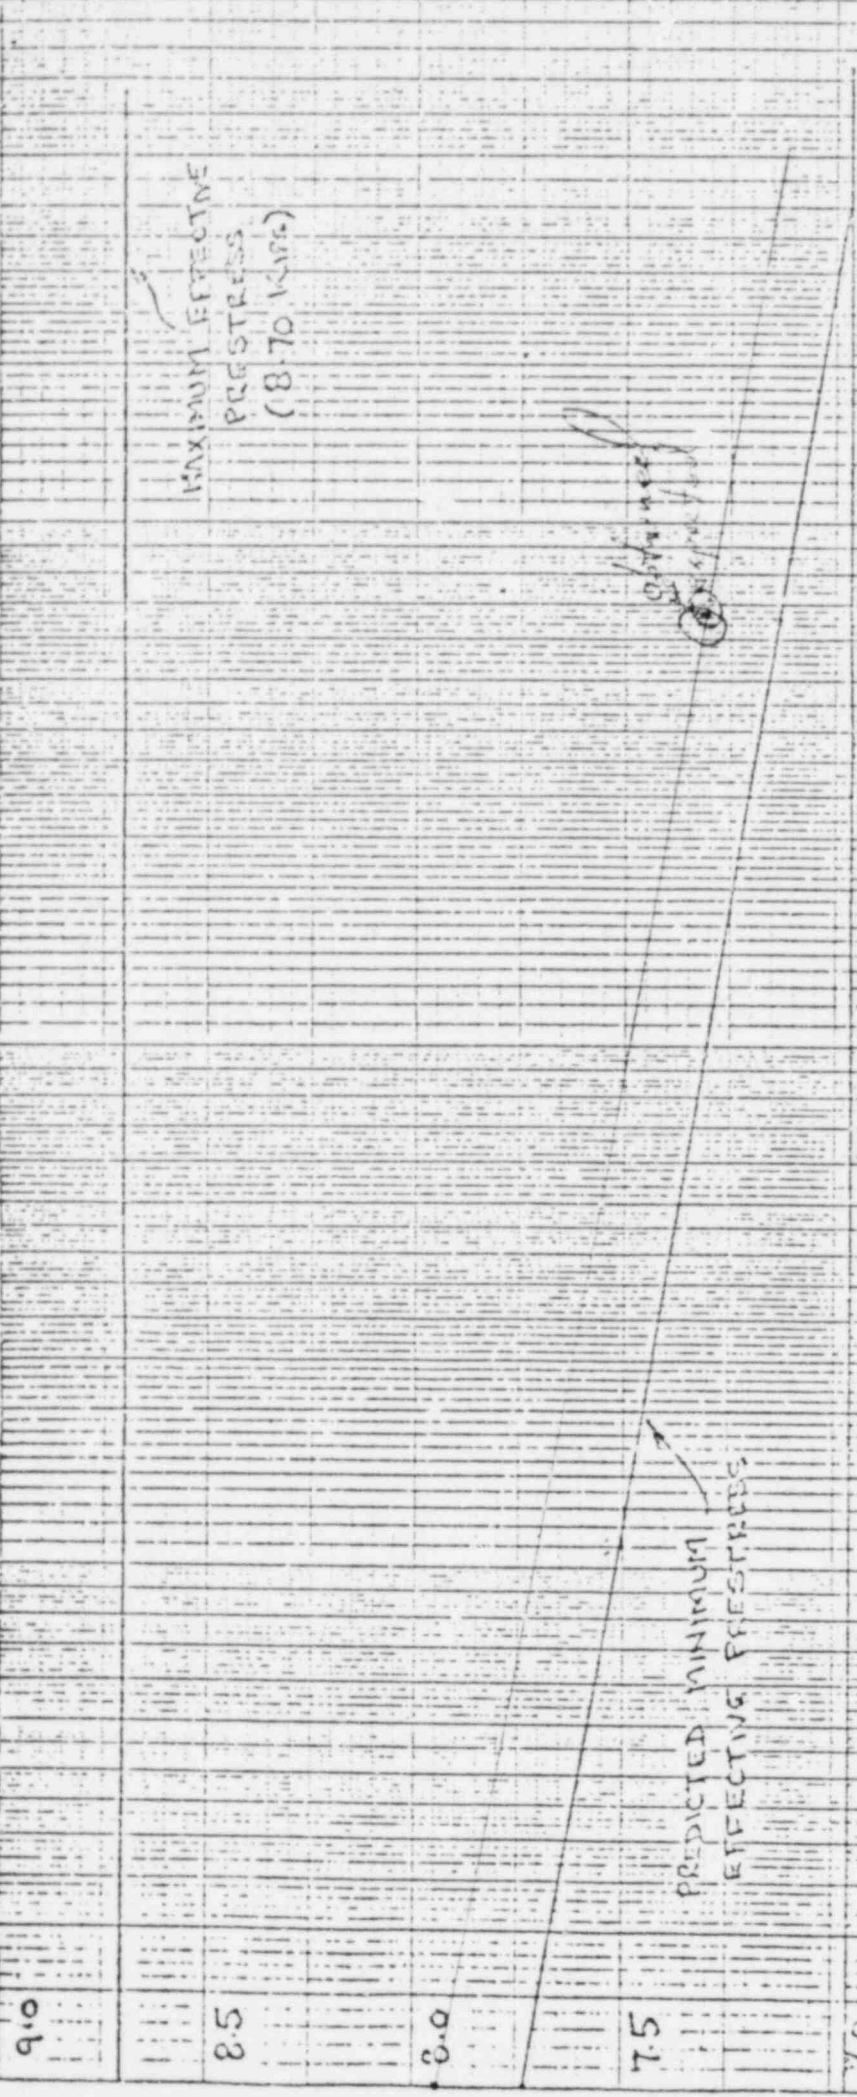 MAXIMUM EFFECTIVE
PRESTRESS
(8.70 KIPS)
PREDICTED MINIMUM
EFFECTIVE PRESTRESS
9.0
8.5
8.0
7.5